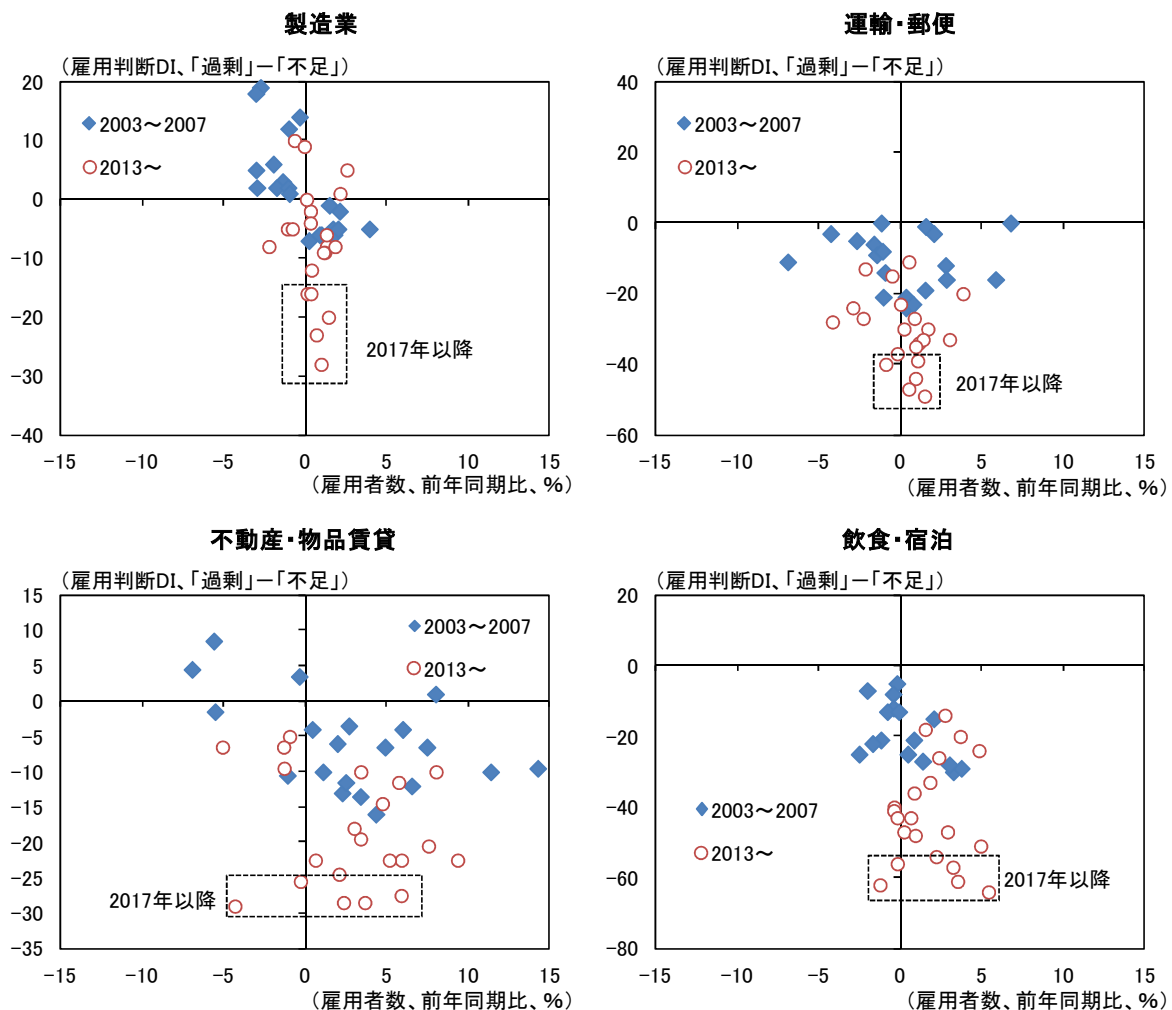 製造業
（雇用判断DI、「過剰」－「不足」）
20
10
0
-10
-20
-30
-40
◆2003～2007
○2013～
2017年以降
-15 -10 -5 0 5 10 15
（雇用者数、前年同期比、%）
運輸・郵便
（雇用判断DI、「過剰」－「不足」）
40
20
0
-20
-40
-60
◆2003～2007
○2013～
2017年以降
-15 -10 -5 0 5 10 15
（雇用者数、前年同期比、%）
不動産・物品賃貸
（雇用判断DI、「過剰」－「不足」）
15
10
5
0
-5
-10
-15
-20
-25
-30
-35
◆2003～2007
○2013～
2017年以降
-15 -10 -5 0 5 10 15
（雇用者数、前年同期比、%）
飲食・宿泊
（雇用判断DI、「過剰」－「不足」）
20
0
-20
-40
-60
-80
◆2003～2007
○2013～
2017年以降
-15 -10 -5 0 5 10 15
（雇用者数、前年同期比、%）